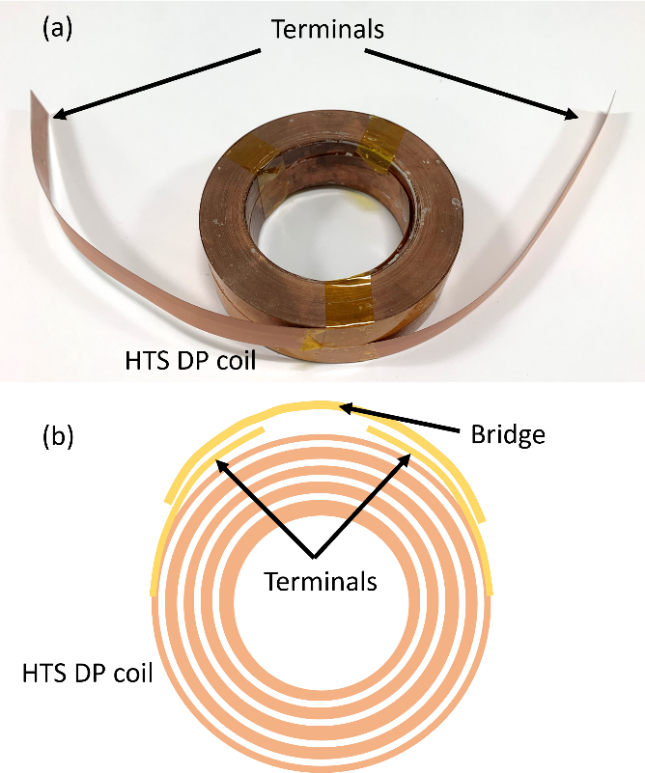 (a)
Terminals
HTS DP coil
(b)
Bridge
Terminals
HTS DP coil